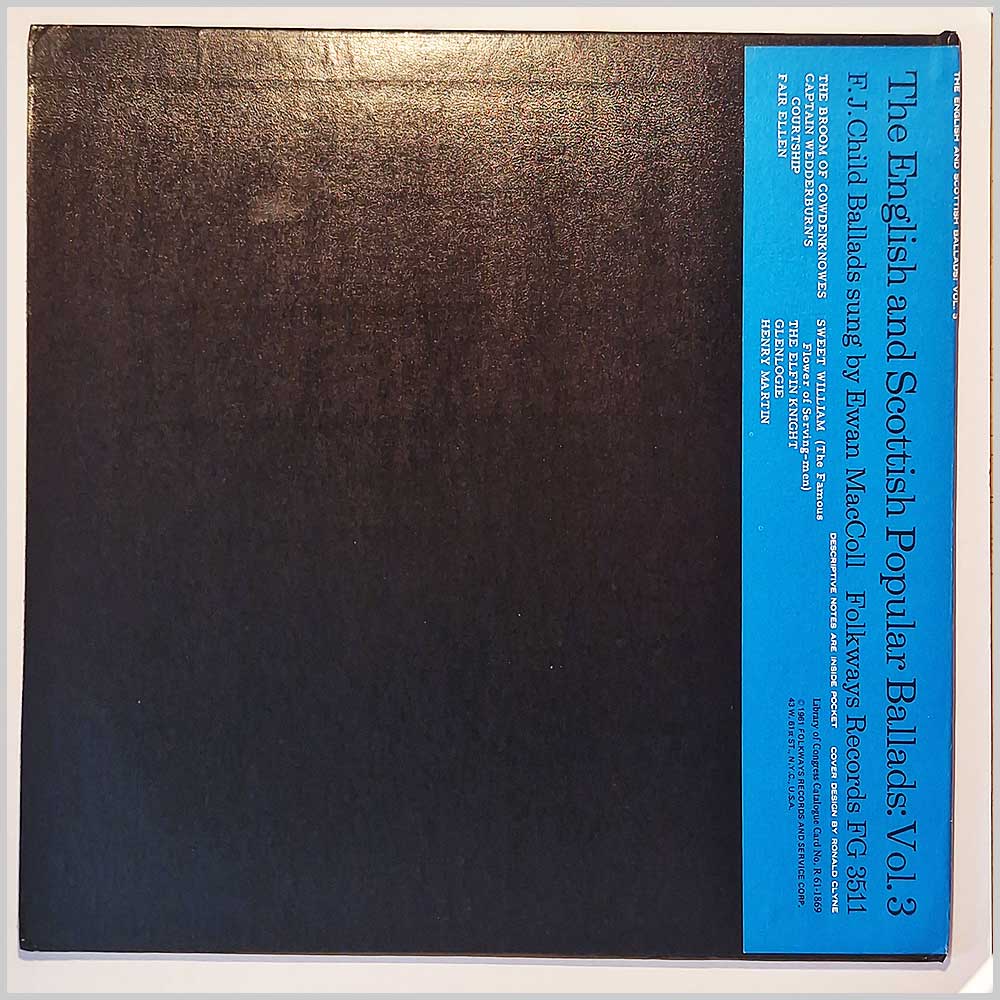 THE ENGLISH AND SCOTTISH BALLADS/ VOL. 3
The English and Scottish Popular Ballads: Vol. 3
F. J. Child Ballads sung by Ewan MacColl Folkways Records FG 3511
THE BROOM OF COWDENKNOWES
CAPTAIN WEDDERBURN'S
COURTSHIP
FAIR ELLEN
SWEET WILLIAM (The Famous
Flower of Serving-men)
THE ELFIN KNIGHT
GLENLOGIE
HENRY MARTIN
DESCRIPTIVE NOTES ARE INSIDE POCKET COVER DESIGN BY RONALD CLYNE
Library of Congress Catalogue Card No. R 61-1869
© 1961 FOLKWAYS RECORDS AND SERVICE CORP.
43 W. 61st ST., N.Y.C., U.S.A.